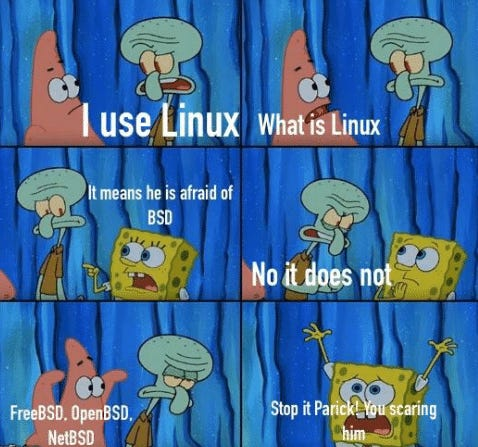 I use Linux
What is Linux
It means he is afraid of
BSD
No it does not
FreeBSD, OpenBSD,
NetBSD
Stop it Parick! You scaring
him